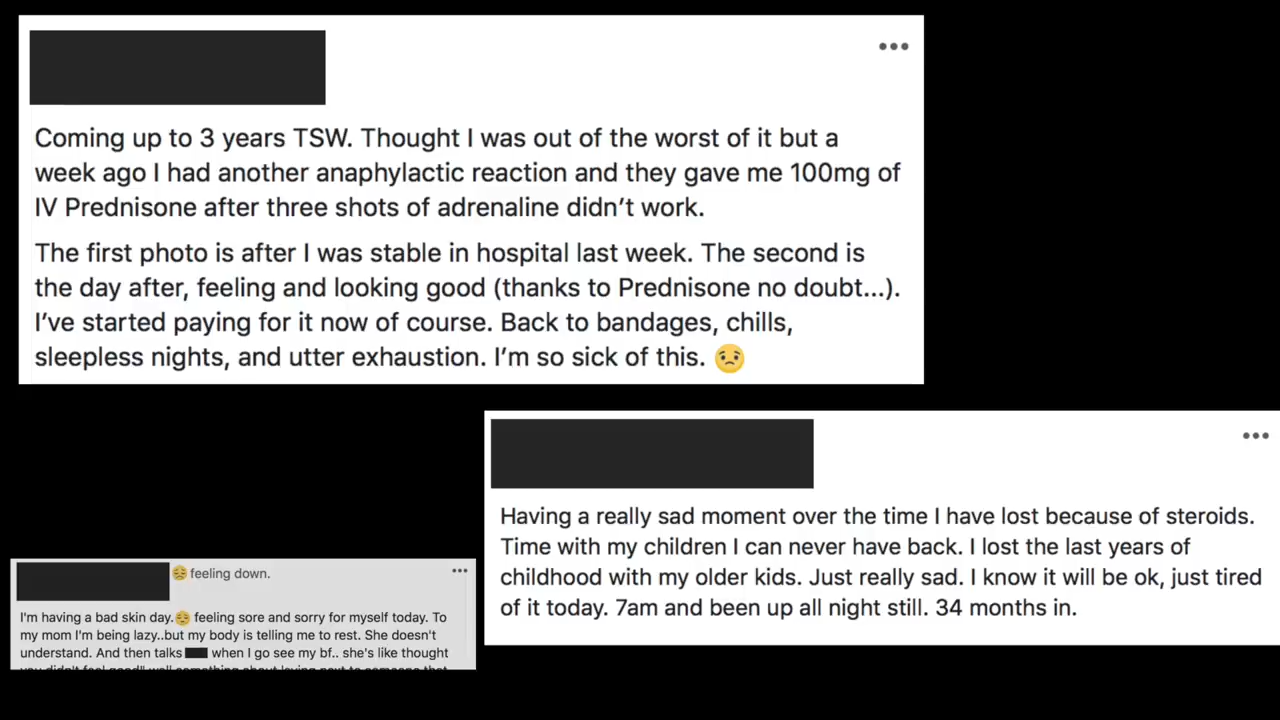 Coming up to 3 years TSW. Thought I was out of the worst of it but a
week ago I had another anaphylactic reaction and they gave me 100mg of
IV Prednisone after three shots of adrenaline didn’t work.
The first photo is after I was stable in hospital last week. The second is
the day after, feeling and looking good (thanks to Prednisone no doubt...).
I’ve started paying for it now of course. Back to bandages, chills,
sleepless nights, and utter exhaustion. I’m so sick of this. 😟
Having a really sad moment over the time I have lost because of steroids.
Time with my children I can never have back. I lost the last years of
childhood with my older kids. Just really sad. I know it will be ok, just tired
of it today. 7am and been up all night still. 34 months in.
😔 feeling down.
I'm having a bad skin day.😔 feeling sore and sorry for myself today. To
my mom I'm being lazy..but my body is telling me to rest. She doesn't
understand. And then talks when I go see my bf.. she's like thought